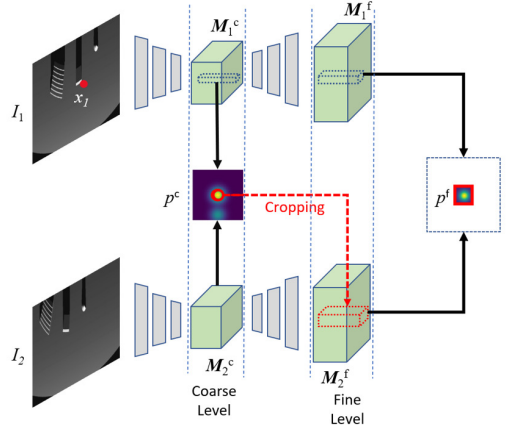 M₁ᶜ
M₁ᶠ
I₁
x₁
pᶜ
Cropping
pᶠ
I₂
M₂ᶜ
M₂ᶠ
Coarse
Level
Fine
Level